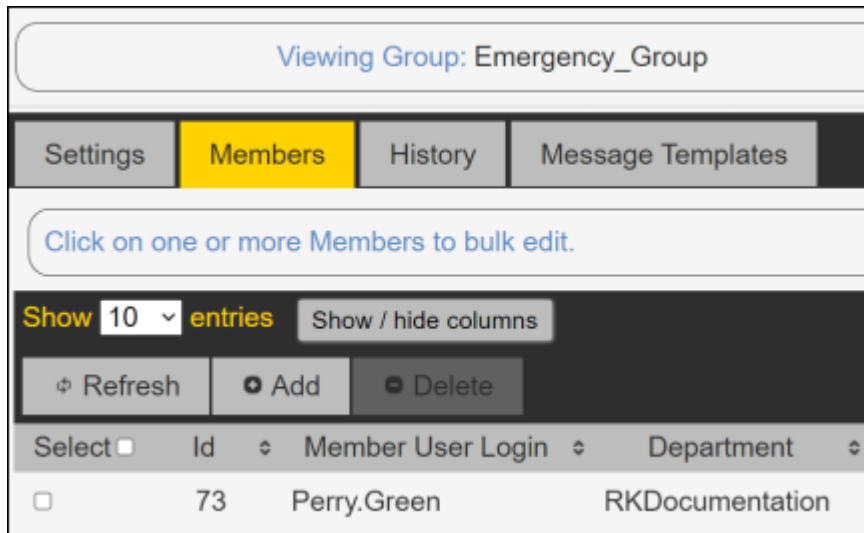 Viewing Group: Emergency_Group
Settings Members History Message Templates
Click on one or more Members to bulk edit.
Show 10 entries Show / hide columns
Refresh Add Delete
Select Id Member User Login Department
73 Perry.Green RKDocumentation